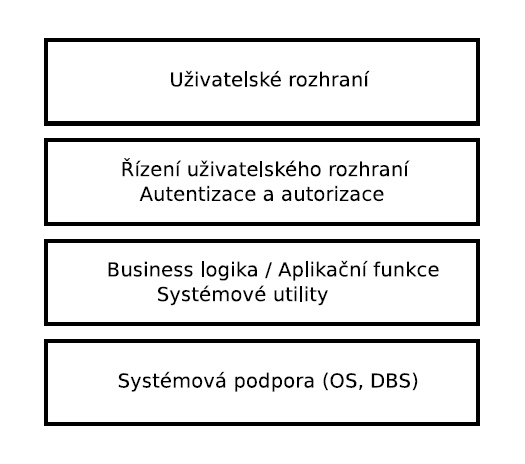 Uživatelské rozhraní
Řízení uživatelského rozhraní
Autentizace a autorizace
Business logika / Aplikační funkce
Systémové utility
Systémová podpora (OS, DBS)